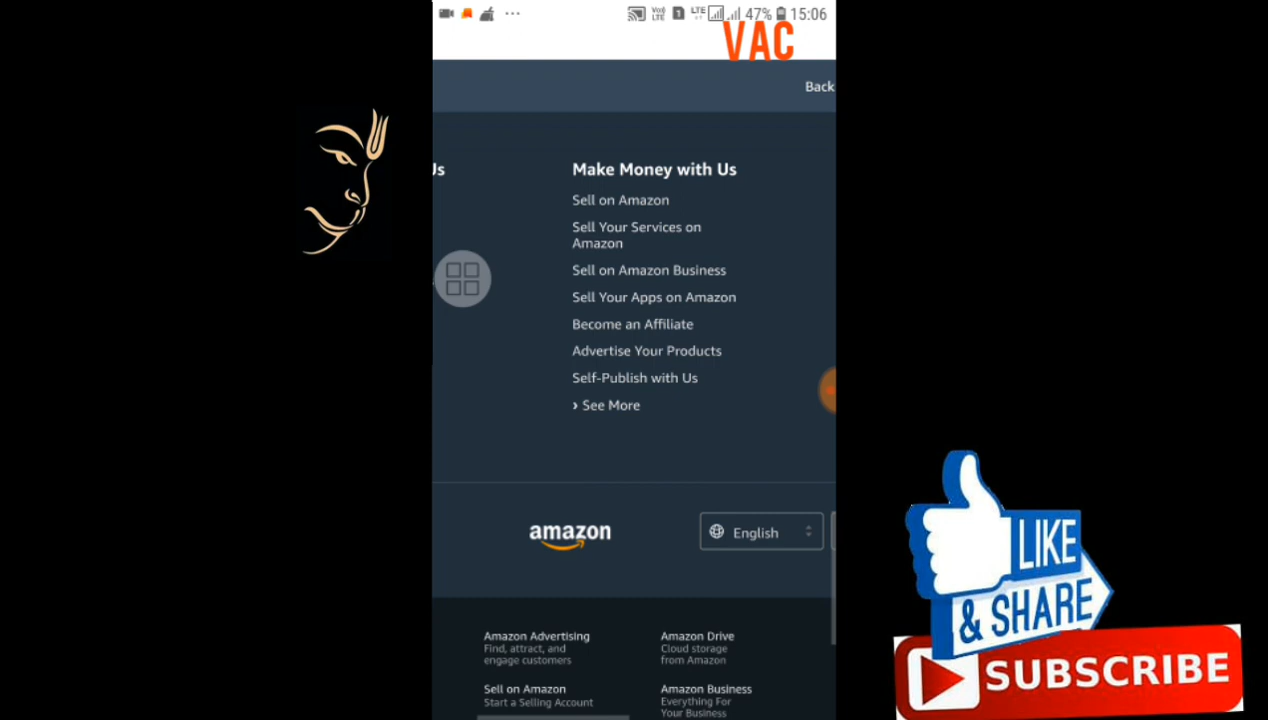 47% 15:06
VAC
Back
Us
Make Money with Us
Sell on Amazon
Sell Your Services on
Amazon
Sell on Amazon Business
Sell Your Apps on Amazon
Become an Affiliate
Advertise Your Products
Self-Publish with Us
› See More
amazon
English
Amazon Advertising
Find, attract, and
engage customers
Amazon Drive
Cloud storage
from Amazon
Sell on Amazon
Start a Selling Account
Amazon Business
Everything For
Your Business
LIKE
& SHARE
SUBSCRIBE